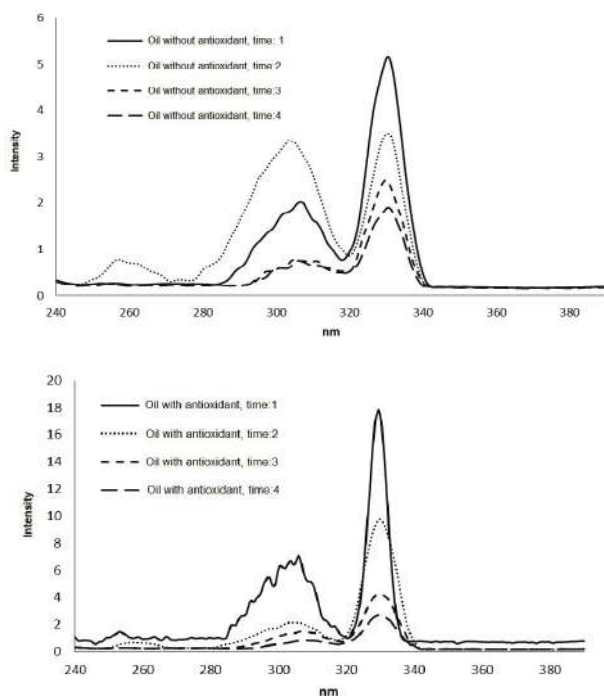 6
5
4
3
2
1
0
Intensity
Oil without antioxidant, time: 1
Oil without antioxidant, time:2
Oil without antioxidant, time:3
Oil without antioxidant, time:4
240 260 280 300 320 340 360 380
nm
20
18
16
14
12
10
8
6
4
2
0
Intensity
Oil with antioxidant, time:1
Oil with antioxidant, time:2
Oil with antioxidant, time:3
Oil with antioxidant, time:4
240 260 280 300 320 340 360 380
nm